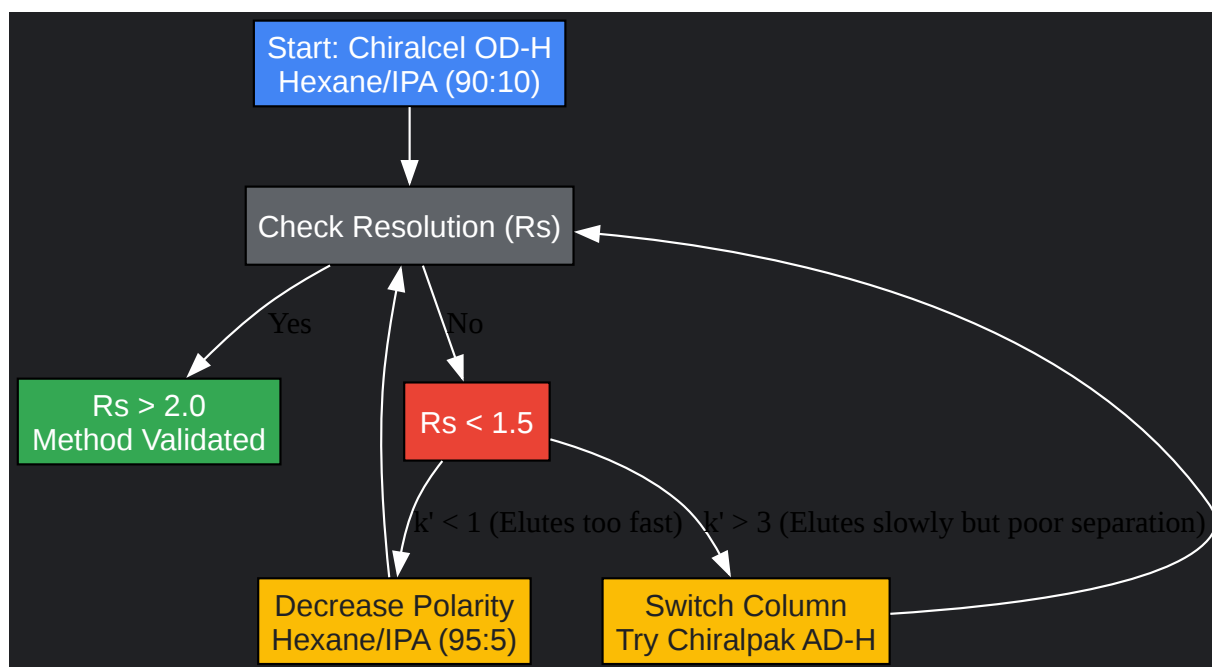 Start: Chiralcel OD-H
Hexane/IPA (90:10)
Check Resolution (Rs)
Yes
No
Rs > 2.0
Method Validated
Rs < 1.5
k' < 1 (Elutes too fast)
k' > 3 (Elutes slowly but poor separation)
Decrease Polarity
Hexane/IPA (95:5)
Switch Column
Try Chiralpak AD-H